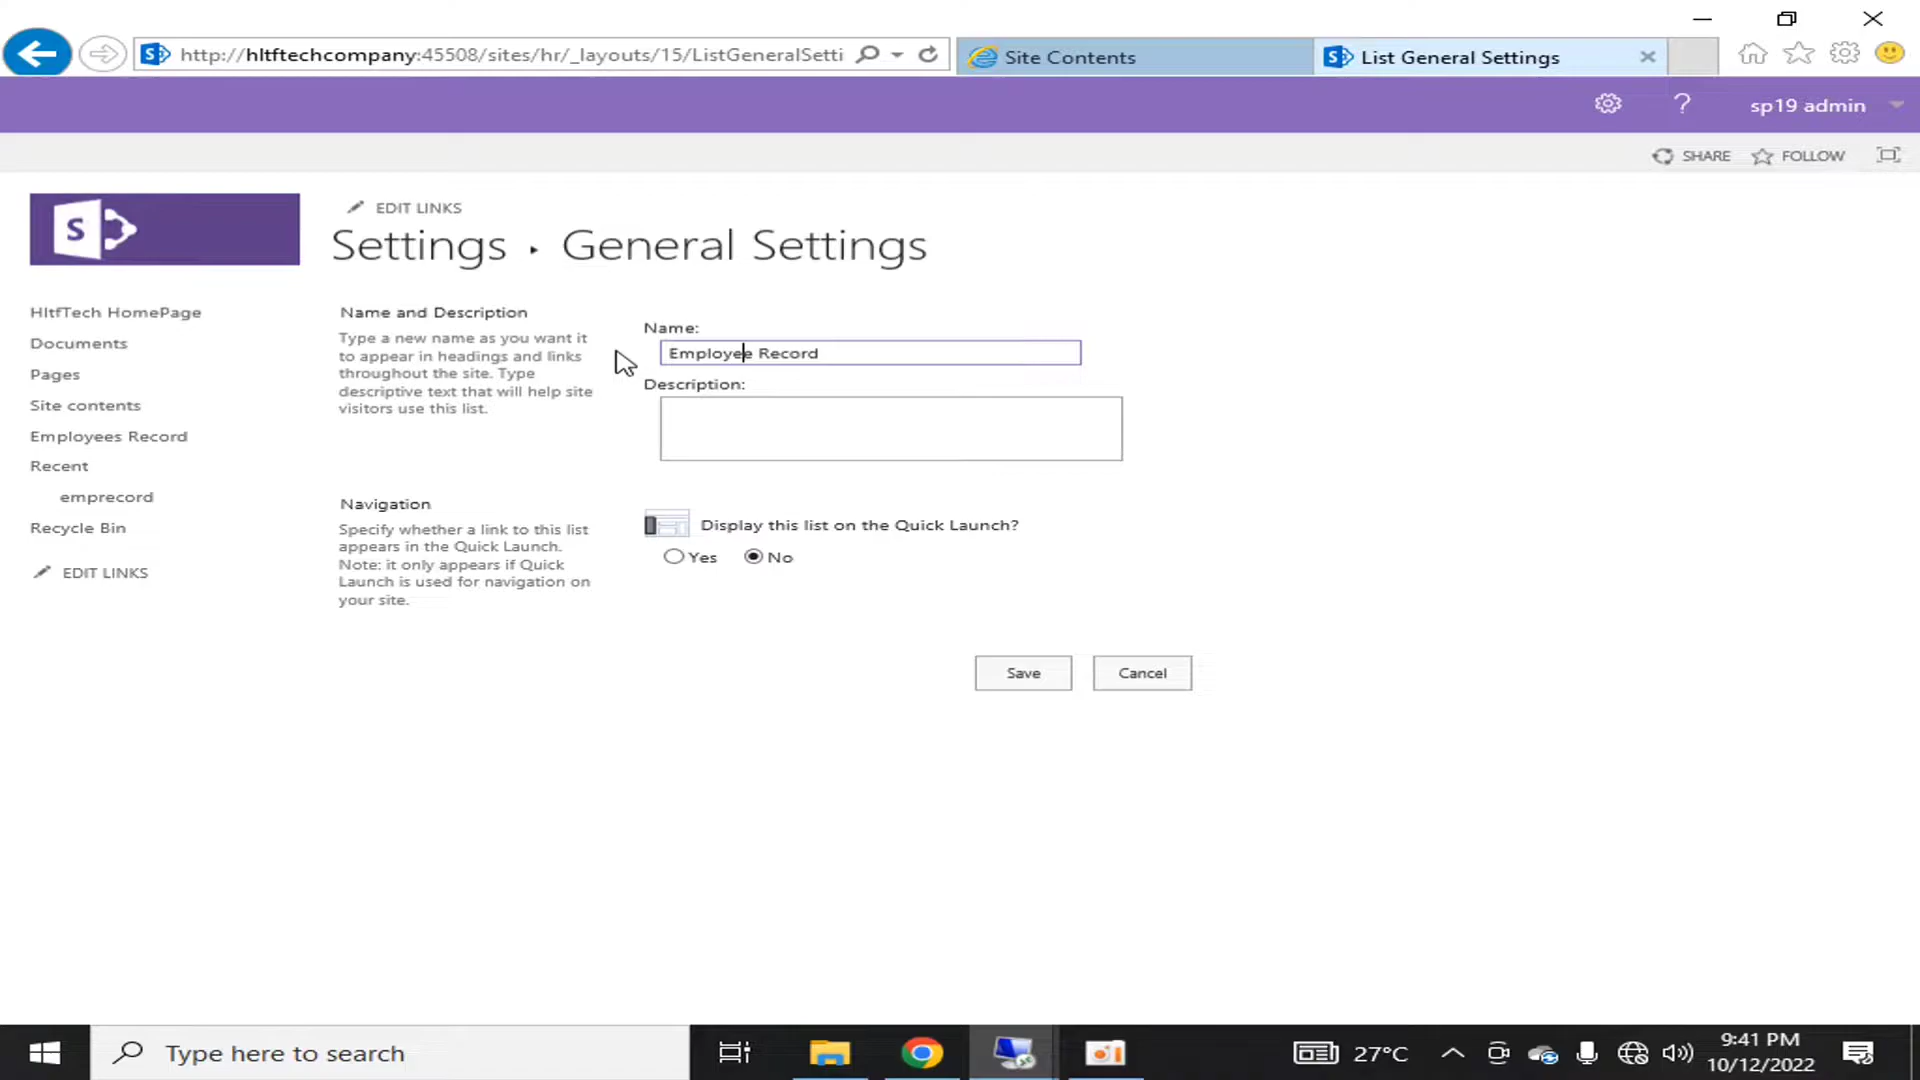 http://hltftechcompany:45508/sites/hr/_layouts/15/ListGeneralSetti
Site Contents
List General Settings
sp19 admin
SHARE
FOLLOW
S
EDIT LINKS
Settings ▸ General Settings
HltfTech HomePage
Documents
Pages
Site contents
Employees Record
Recent
emprecord
Recycle Bin
EDIT LINKS
Name and Description
Type a new name as you want it
to appear in headings and links
throughout the site. Type
descriptive text that will help site
visitors use this list.
Name:
Employee Record
Description:
Navigation
Specify whether a link to this list
appears in the Quick Launch.
Note: it only appears if Quick
Launch is used for navigation on
your site.
Display this list on the Quick Launch?
Yes
No
Save
Cancel
Type here to search
27°C
9:41 PM
10/12/2022